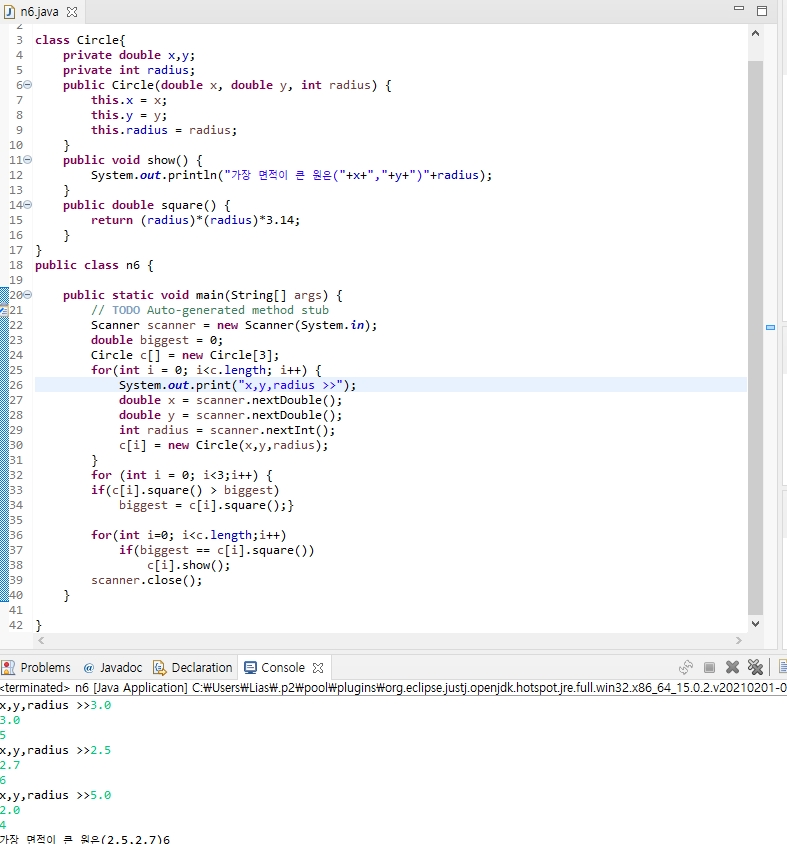 n6.java
2
3 class Circle{
4 private double x,y;
5 private int radius;
6 public Circle(double x, double y, int radius) {
7 this.x = x;
8 this.y = y;
9 this.radius = radius;
10 }
11 public void show() {
12 System.out.println("가장 면적이 큰 원은("+x+","+y+")"+radius);
13 }
14 public double square() {
15 return (radius)*(radius)*3.14;
16 }
17 }
18 public class n6 {
19
20 public static void main(String[] args) {
21 // TODO Auto-generated method stub
22 Scanner scanner = new Scanner(System.in);
23 double biggest = 0;
24 Circle c[] = new Circle[3];
25 for(int i = 0; i<c.length; i++) {
26 System.out.print("x,y,radius >>");
27 double x = scanner.nextDouble();
28 double y = scanner.nextDouble();
29 int radius = scanner.nextInt();
30 c[i] = new Circle(x,y,radius);
31 }
32 for (int i = 0; i<3;i++) {
33 if(c[i].square() > biggest)
34 biggest = c[i].square();}
35
36 for(int i=0; i<c.length;i++)
37 if(biggest == c[i].square())
38 c[i].show();
39 scanner.close();
40 }
41
42 }
Problems @ Javadoc Declaration Console
<terminated> n6 [Java Application] C:₩Users₩Lias₩.p2₩pool₩plugins₩org.eclipse.justj.openjdk.hotspot.jre.full.win32.x86_64_15.0.2.v20210201-0
x,y,radius >>3.0
3.0
5
x,y,radius >>2.5
2.7
6
x,y,radius >>5.0
2.0
4
가장 면적이 큰 원은(2.5,2.7)6